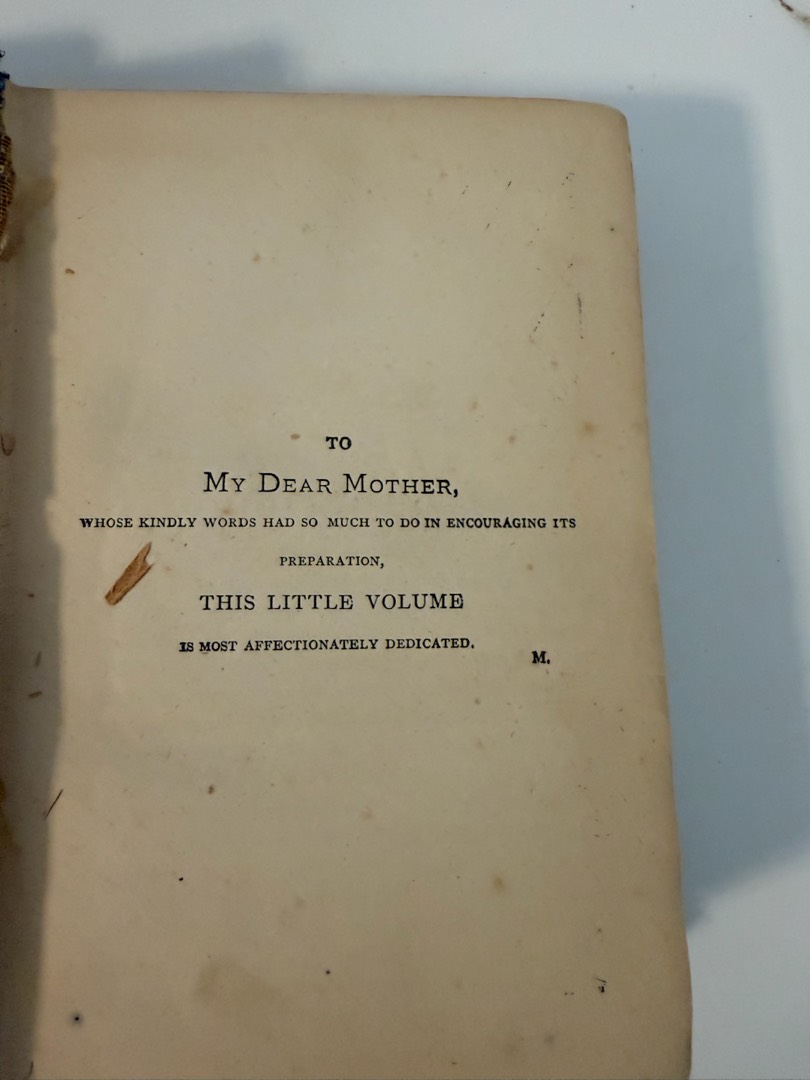 TO
MY DEAR MOTHER,
WHOSE KINDLY WORDS HAD SO MUCH TO DO IN ENCOURAGING ITS
PREPARATION,
THIS LITTLE VOLUME
IS MOST AFFECTIONATELY DEDICATED.
M.